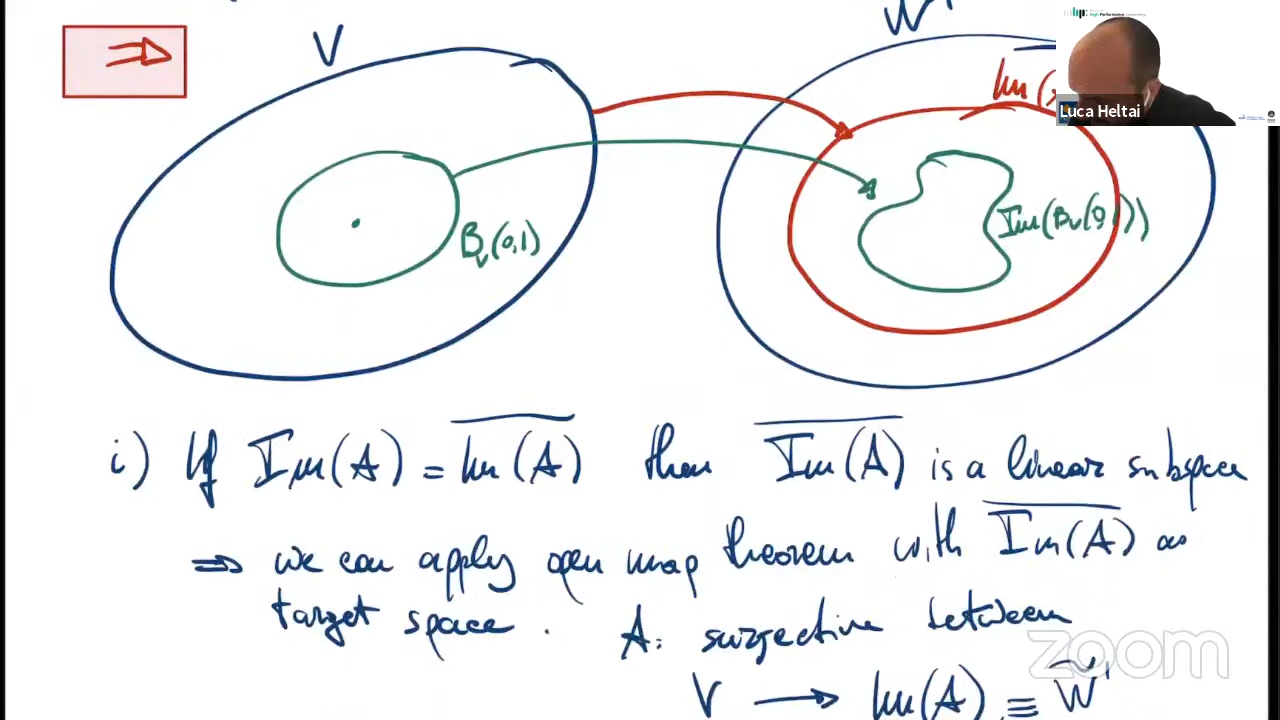 ⇒
V
W'
Im(
Luca Heltai
B_V(0,1)
Im(B_V(0,1))
i) If Im(A) = \overline{Im(A)} then \overline{Im(A)} is a linear subspace
⇒ we can apply open map theorem with \overline{Im(A)} as
target space. A: surjective between
zoom
V ⟶ Im(A) ≡ \tilde{W}'